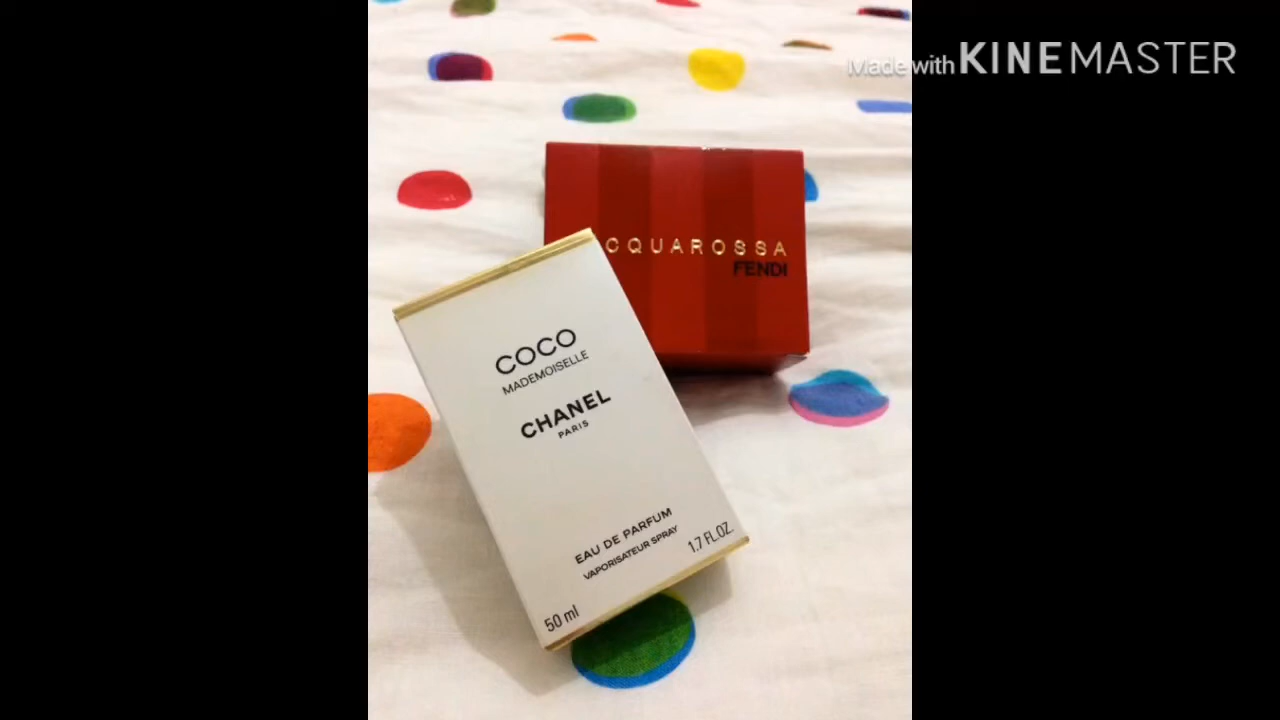 Made with KINEMASTER
CQUAROSSA
FENDI
COCO
MADEMOISELLE
CHANEL
PARIS
EAU DE PARFUM
VAPORISATEUR SPRAY
50 ml
1.7 FL.OZ.